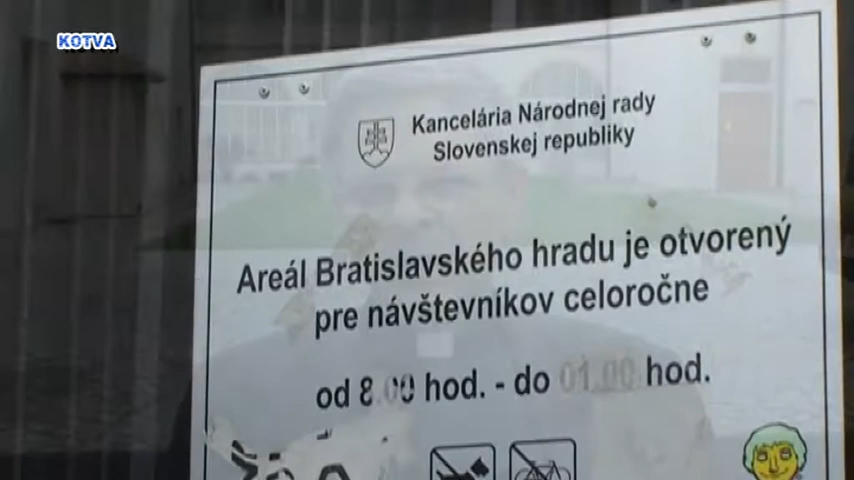 KOTVA
Kancelária Národnej rady
Slovenskej republiky
Areál Bratislavského hradu je otvorený
pre návštevníkov celoročne
od 8.00 hod. - do 01.00 hod.